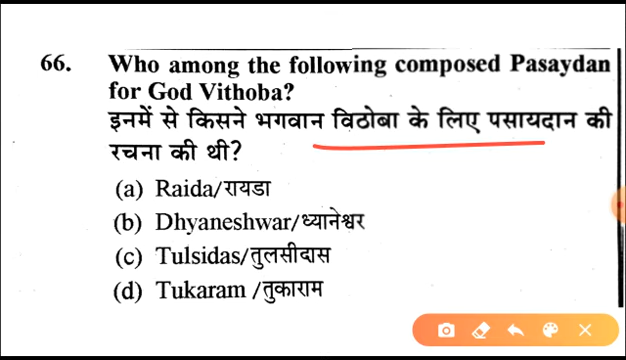 66. Who among the following composed Pasaydan
for God Vithoba?
इनमें से किसने भगवान विठोबा के लिए पसायदान की
रचना की थी?
(a) Raida/रायडा
(b) Dhyaneshwar/ध्यानेश्वर
(c) Tulsidas/तुलसीदास
(d) Tukaram /तुकाराम